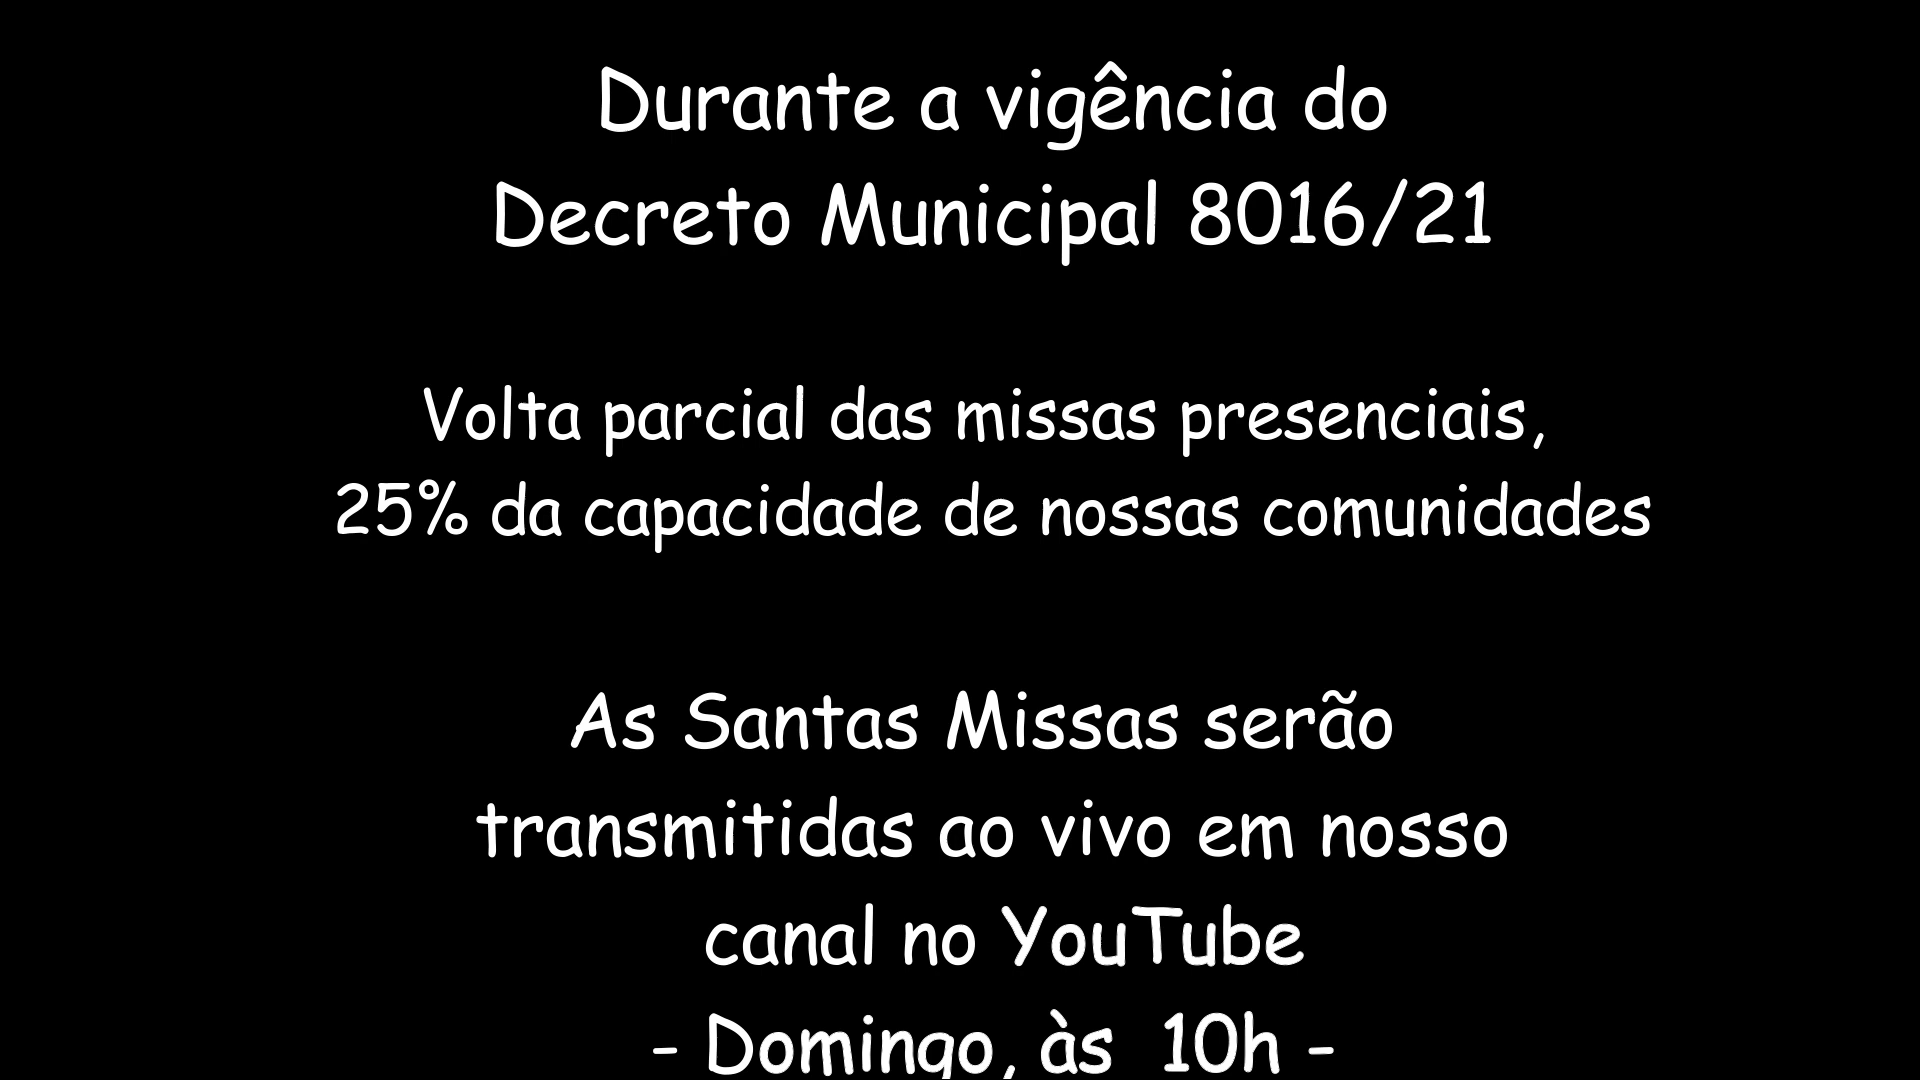 Durante a vigência do
Decreto Municipal 8016/21
Volta parcial das missas presenciais,
25% da capacidade de nossas comunidades
As Santas Missas serão
transmitidas ao vivo em nosso
canal no YouTube
- Domingo, às 10h -